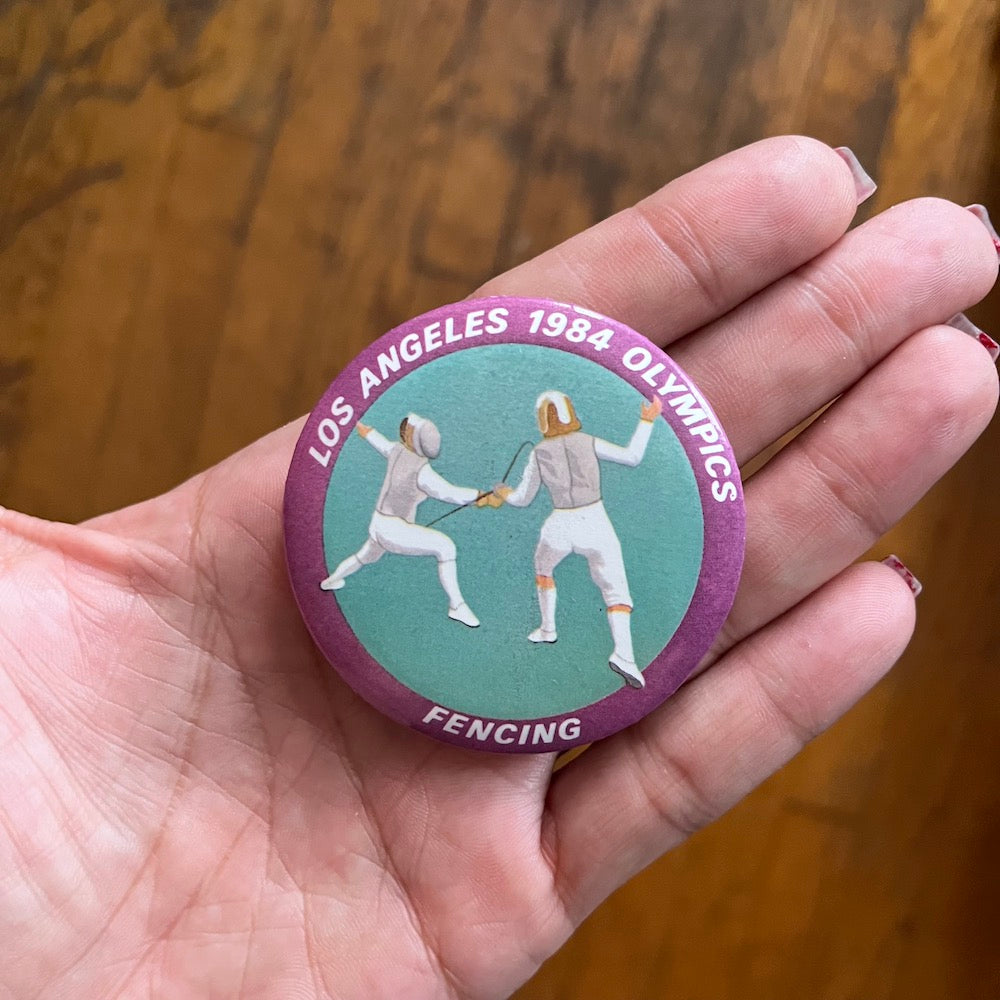 LOS ANGELES 1984 OLYMPICS
FENCING